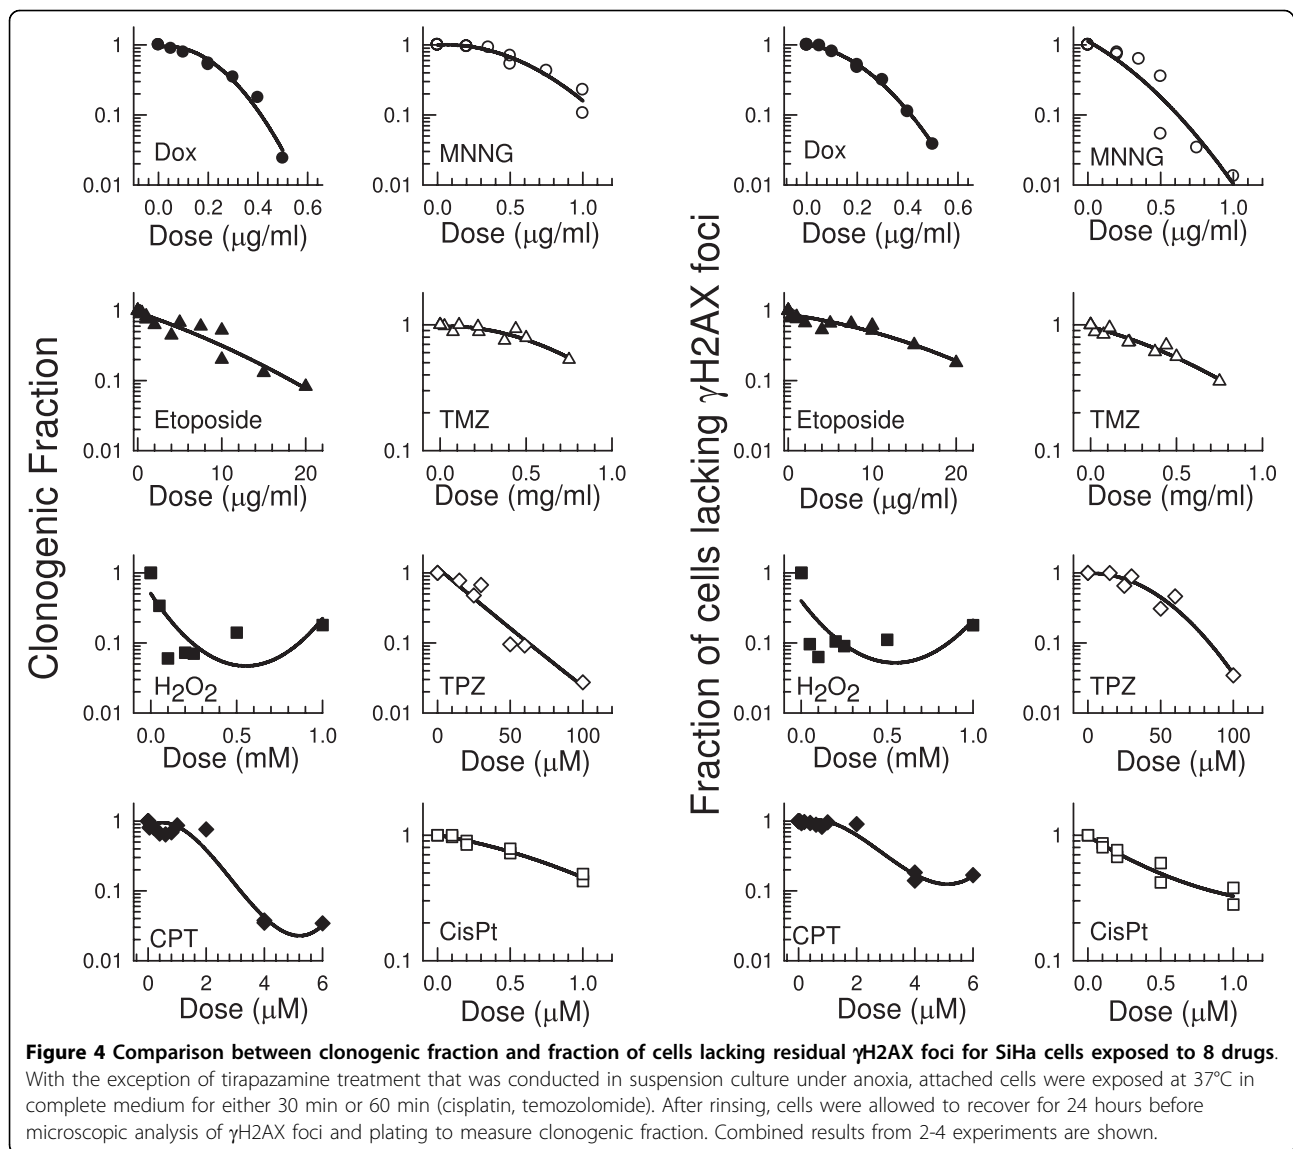 Clonogenic Fraction
1
0.1
0.01
Dox
0.0 0.2 0.4 0.6
Dose (μg/ml)
1
0.1
0.01
MNNG
0.0 0.5 1.0
Dose (μg/ml)
1
0.1
0.01
Etoposide
0 10 20
Dose (μg/ml)
1
0.1
TMZ
0.0 0.5 1.0
Dose (mg/ml)
1
0.1
0.01
H2O2
0.0 0.5 1.0
Dose (mM)
1
0.1
0.01
TPZ
0 50 100
Dose (μM)
1
0.1
0.01
CPT
0 2 4 6
Dose (μM)
1
0.1
CisPt
0.0 0.5 1.0
Dose (μM)
Fraction of cells lacking γH2AX foci
1
0.1
0.01
Dox
0.0 0.2 0.4 0.6
Dose (μg/ml)
1
0.1
0.01
MNNG
0.0 0.5 1.0
Dose (μg/ml)
1
0.1
0.01
Etoposide
0 10 20
Dose (μg/ml)
1
0.1
TMZ
0.0 0.5 1.0
Dose (mg/ml)
1
0.1
0.01
H2O2
0.0 0.5 1.0
Dose (mM)
1
0.1
0.01
TPZ
0 50 100
Dose (μM)
1
0.1
0.01
CPT
0 2 4 6
Dose (μM)
1
0.1
CisPt
0.0 0.5 1.0
Dose (μM)
Figure 4 Comparison between clonogenic fraction and fraction of cells lacking residual γH2AX foci for SiHa cells exposed to 8 drugs.
With the exception of tirapazamine treatment that was conducted in suspension culture under anoxia, attached cells were exposed at 37°C in
complete medium for either 30 min or 60 min (cisplatin, temozolomide). After rinsing, cells were allowed to recover for 24 hours before
microscopic analysis of γH2AX foci and plating to measure clonogenic fraction. Combined results from 2-4 experiments are shown.